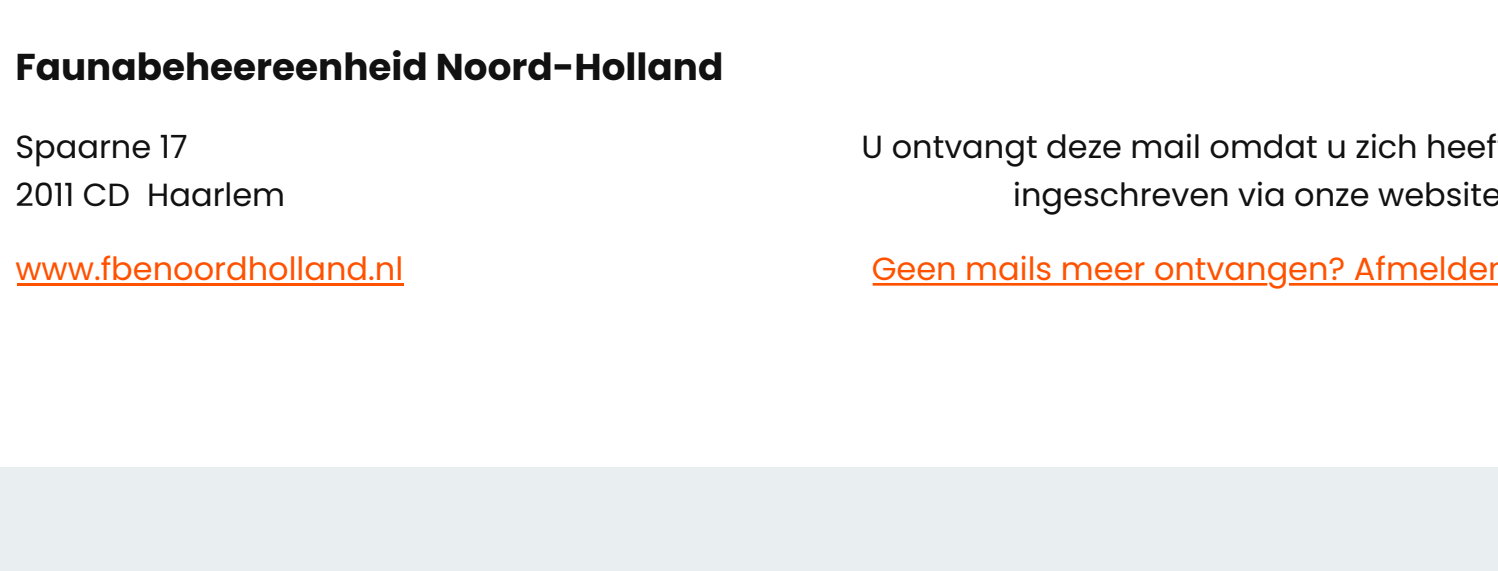 Faunabeheereenheid Noord-Holland
Spaarne 17
2011 CD Haarlem
www.fbenoordholland.nl
U ontvangt deze mail omdat u zich heef
ingeschreven via onze website
Geen mails meer ontvangen? Afmelden